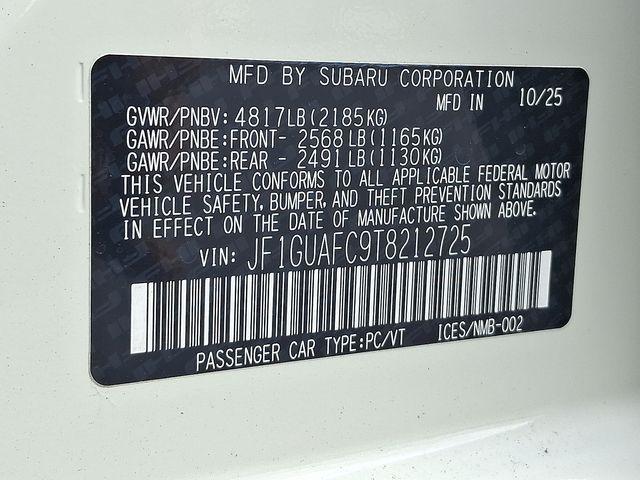 MFD BY SUBARU CORPORATION
MFD IN 10/25
GVWR/PNBV: 4817LB(2185KG)
GAWR/PNBE:FRONT- 2568LB(1165KG)
GAWR/PNBE:REAR - 2491LB(1130KG)
THIS VEHICLE CONFORMS TO ALL APPLICABLE FEDERAL MOTOR
VEHICLE SAFETY, BUMPER, AND THEFT PREVENTION STANDARDS
IN EFFECT ON THE DATE OF MANUFACTURE SHOWN ABOVE.
VIN: JF1GUAFC9T8212725
PASSENGER CAR TYPE:PC/VT ICES/NMB-002